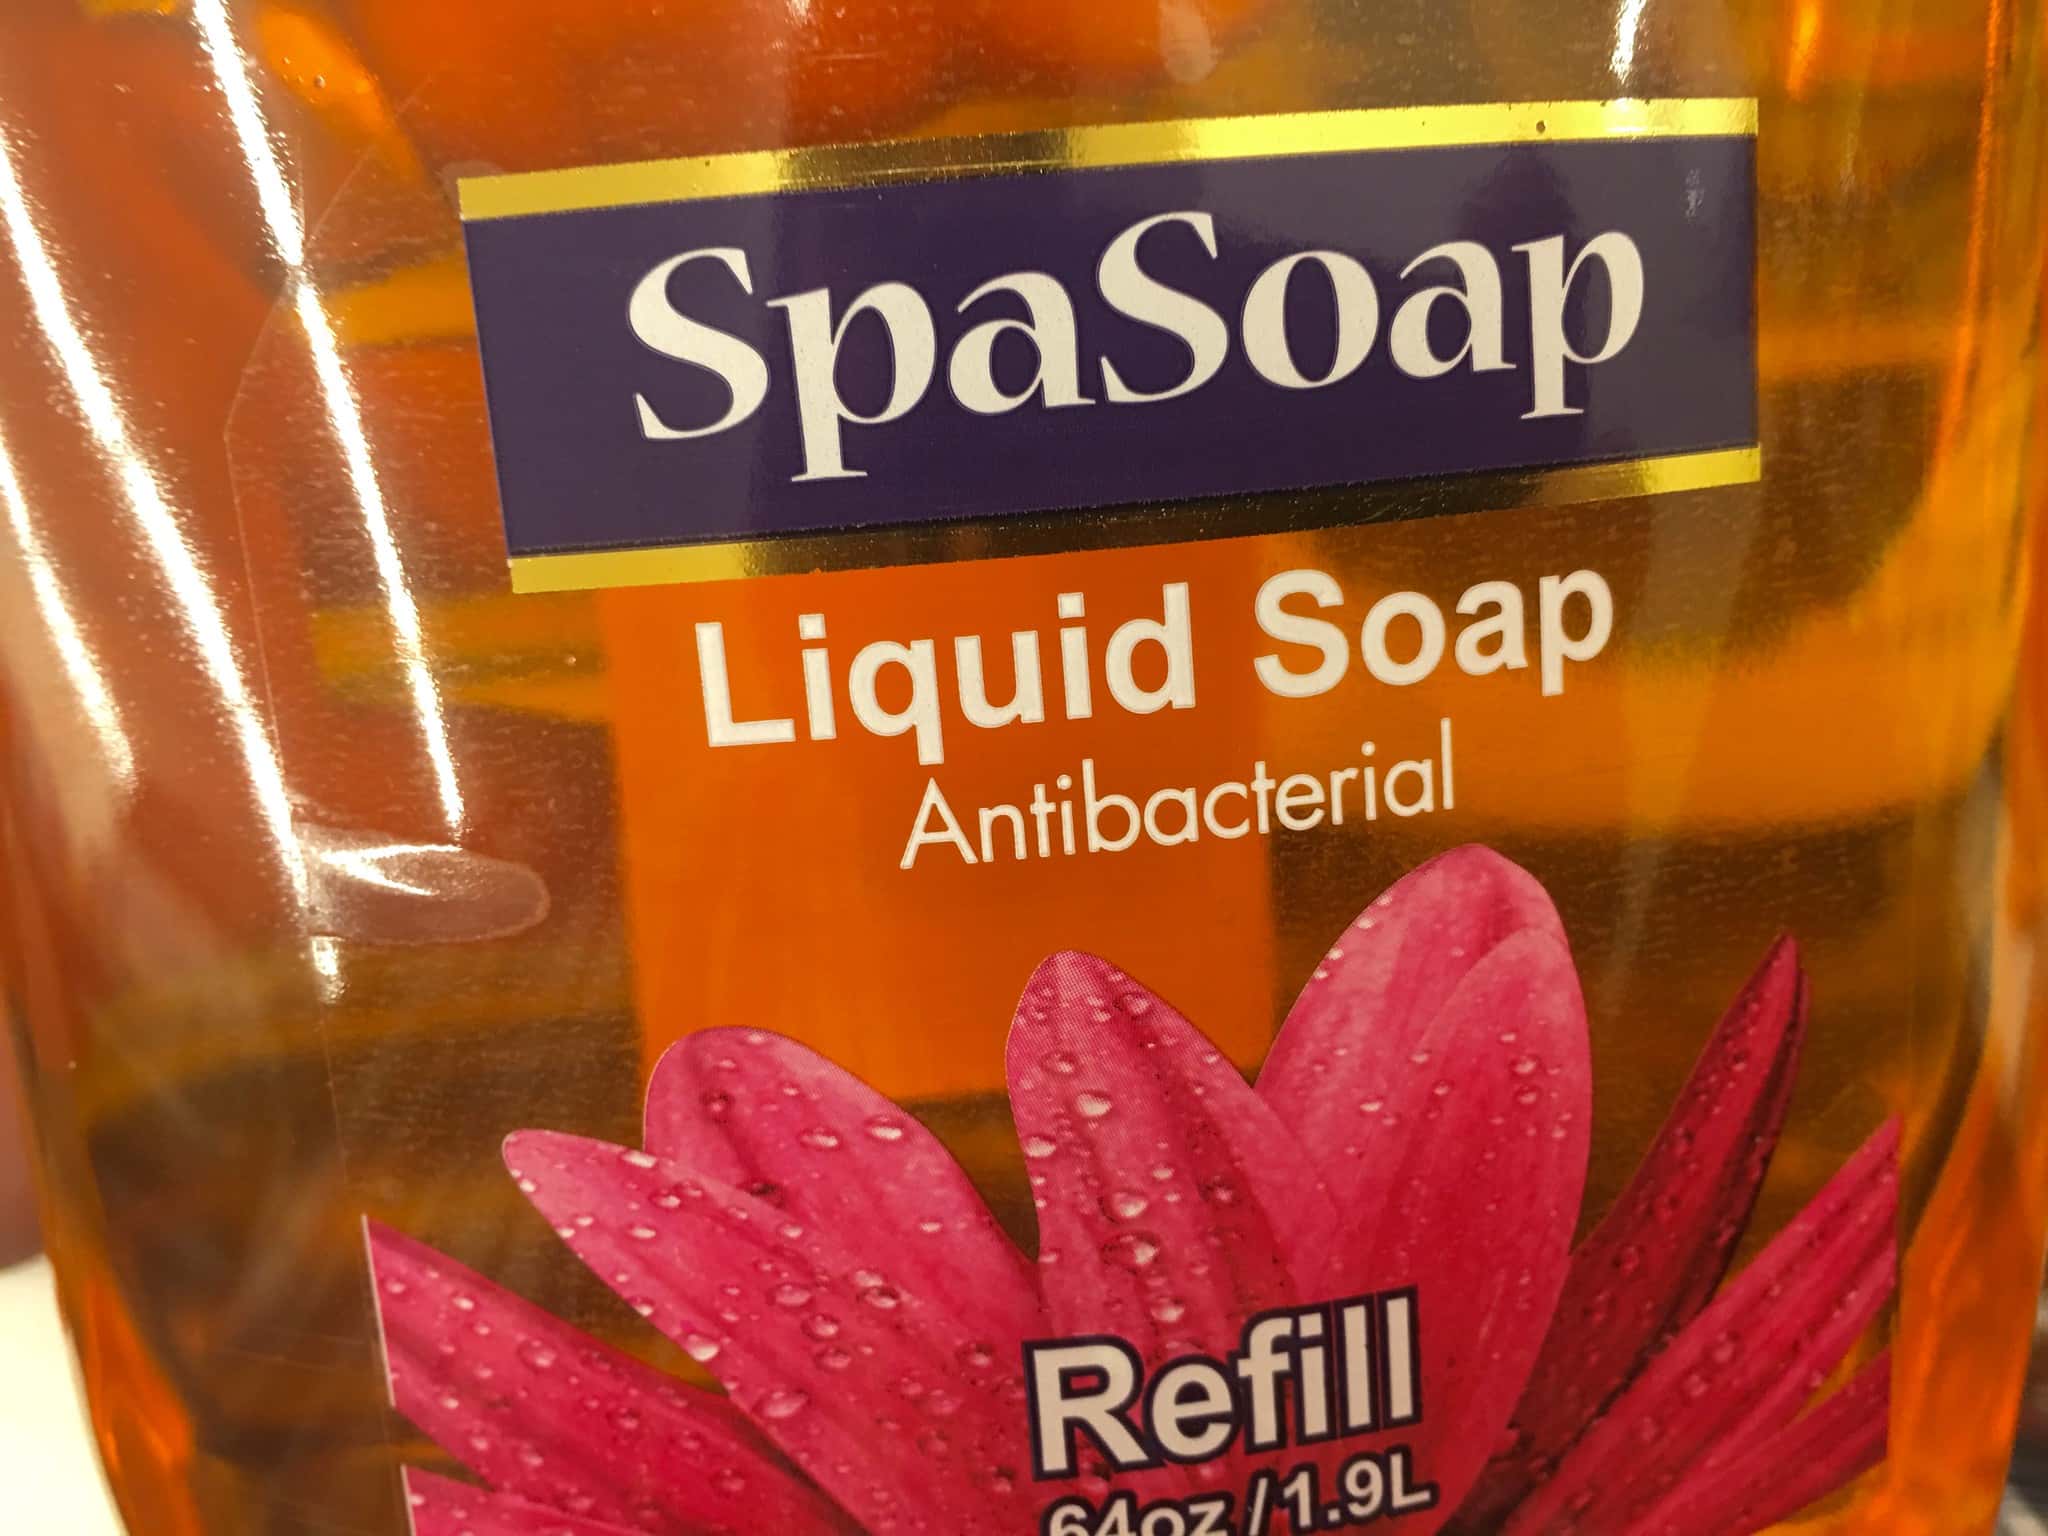 SpaSoap
Liquid Soap
Antibacterial
Refill
64oz / 1.9L